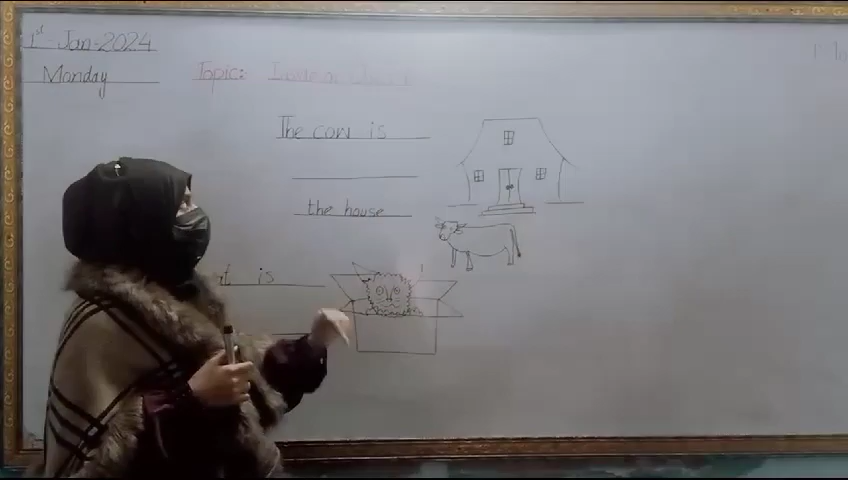 1st Jan-2024
Monday
Topic:
The cow is
the house
is